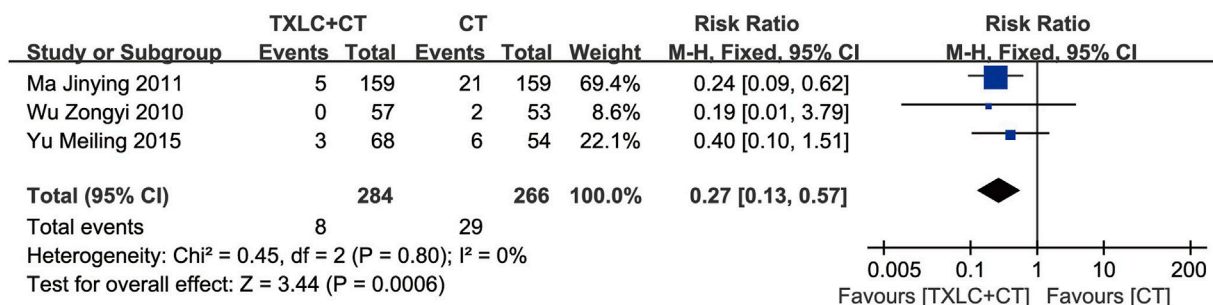 TXLC+CT CT Risk Ratio Risk Ratio
Study or Subgroup Events Total Events Total Weight M-H, Fixed, 95% CI M-H, Fixed, 95% CI
Ma Jinying 2011 5 159 21 159 69.4% 0.24 [0.09, 0.62]
Wu Zongyi 2010 0 57 2 53 8.6% 0.19 [0.01, 3.79]
Yu Meiling 2015 3 68 6 54 22.1% 0.40 [0.10, 1.51]
Total (95% CI) 284 266 100.0% 0.27 [0.13, 0.57]
Total events 8 29
Heterogeneity: Chi² = 0.45, df = 2 (P = 0.80); I² = 0%
Test for overall effect: Z = 3.44 (P = 0.0006)
0.005 0.1 1 10 200
Favours [TXLC+CT] Favours [CT]